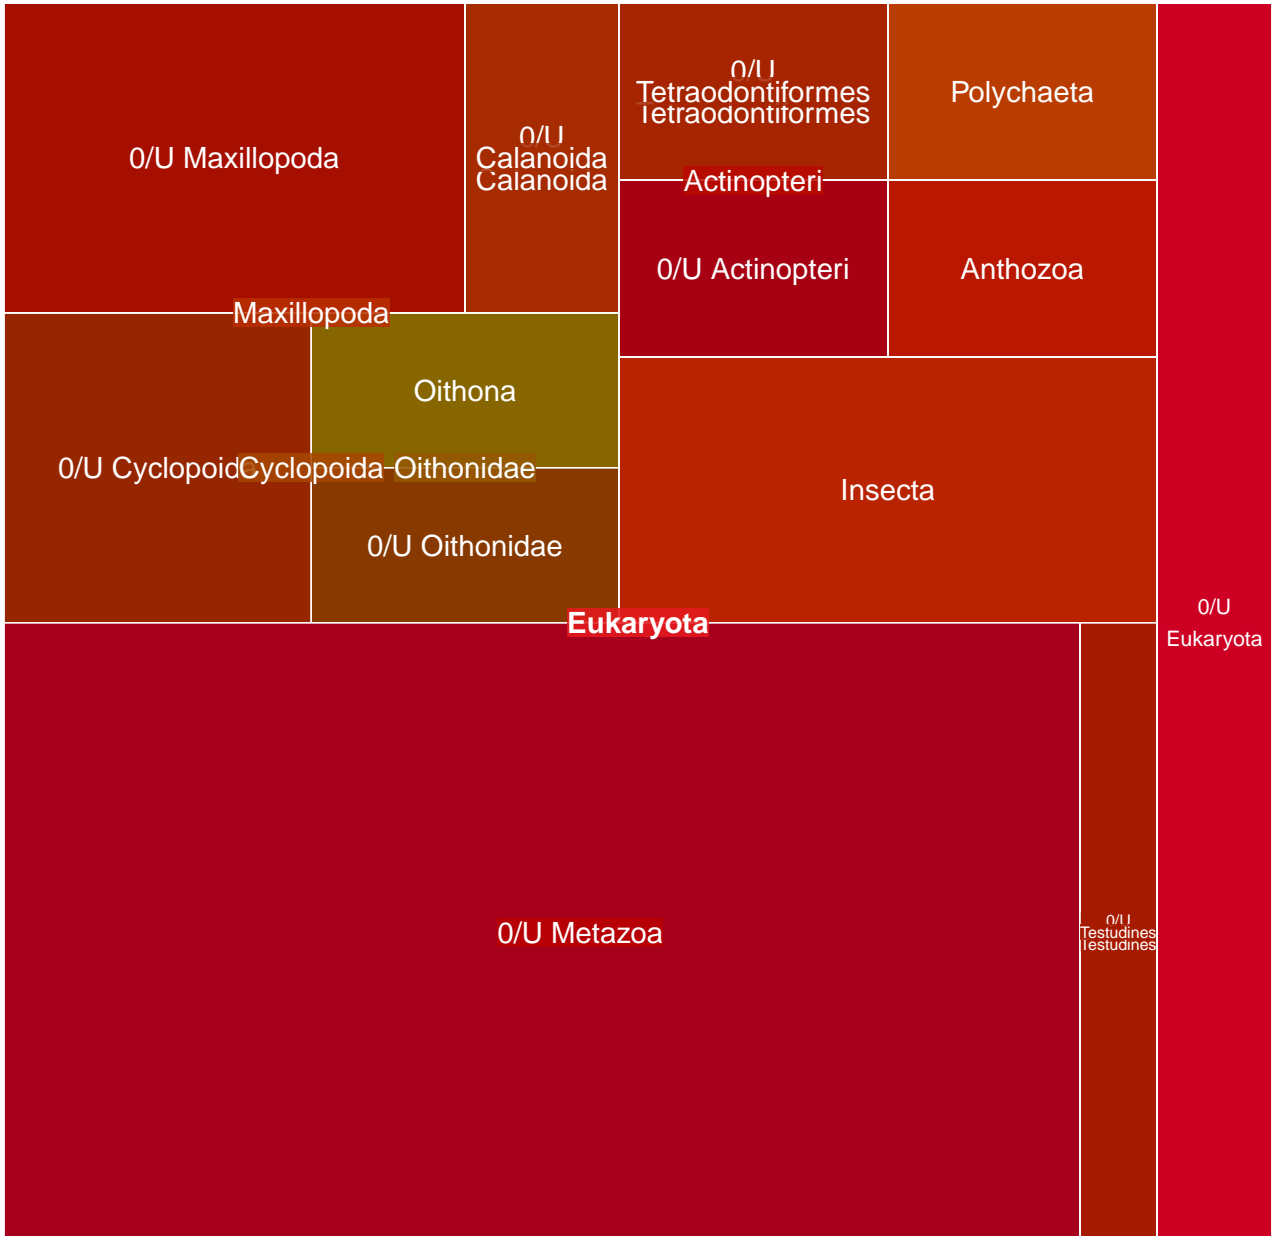 0/U Maxillopoda
0/U
Calanoida
Calanoida
0/U
Tetraodontiformes
Tetraodontiformes
Polychaeta
Actinopteri
0/U Actinopteri
Anthozoa
Maxillopoda
Oithona
0/U Cyclopoida
Cyclopoida
Oithonidae
0/U Oithonidae
Insecta
Eukaryota
0/U
Eukaryota
0/U Metazoa
0/U
Testudines
Testudines